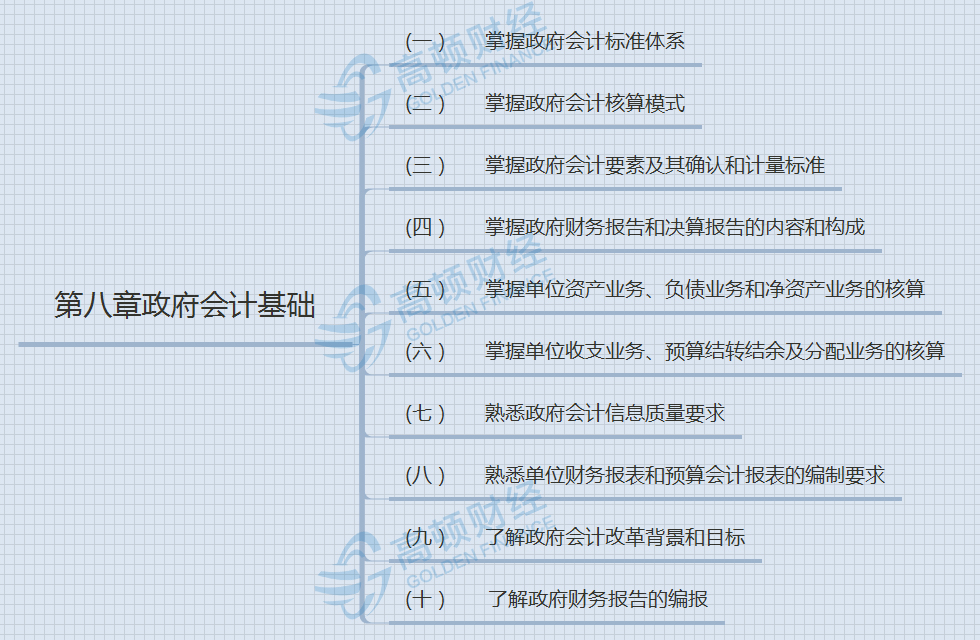 (一 ) 掌握政府会计标准体系
(二 ) 掌握政府会计核算模式
(三 ) 掌握政府会计要素及其确认和计量标准
(四 ) 掌握政府财务报告和决算报告的内容和构成
(五 ) 掌握单位资产业务、负债业务和净资产业务的核算
第八章政府会计基础
(六 ) 掌握单位收支业务、预算结转结余及分配业务的核算
(七 ) 熟悉政府会计信息质量要求
(八 ) 熟悉单位财务报表和预算会计报表的编制要求
(九 ) 了解政府会计改革背景和目标
(十 ) 了解政府财务报告的编报
高顿财经
GOLDEN FINANCE
高顿财经
GOLDEN FINANCE
高顿财经
GOLDEN FINANCE